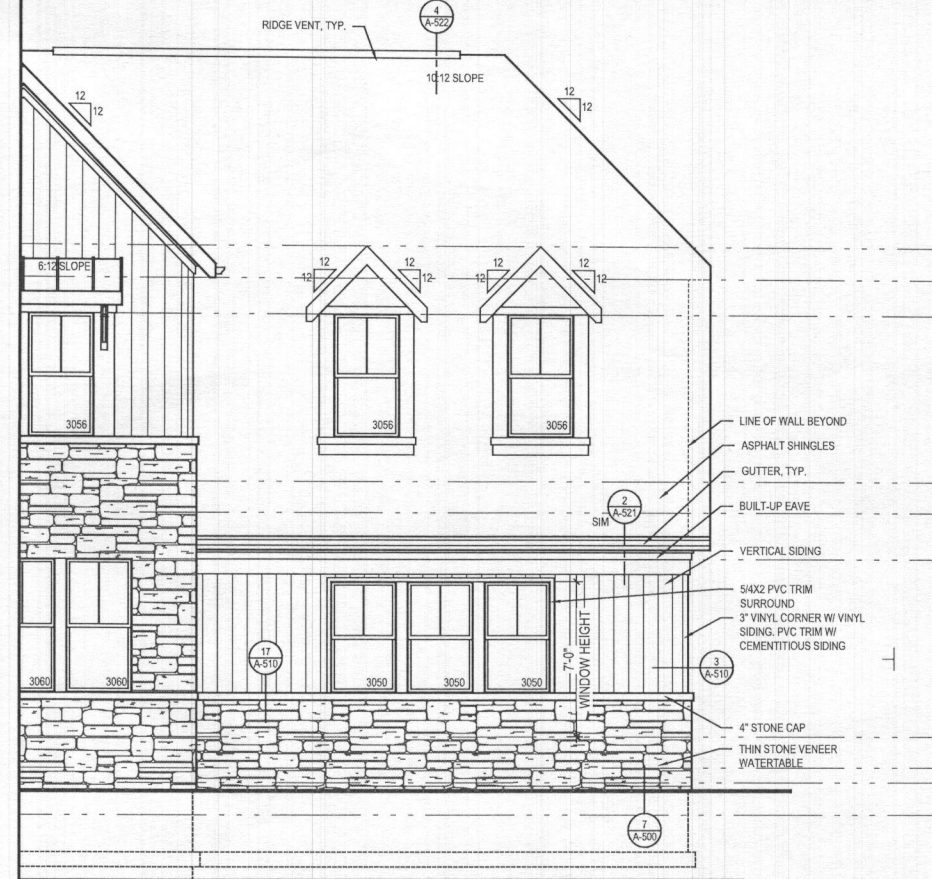 4
A-522
RIDGE VENT, TYP.
10:12 SLOPE
12
12
12
12
12
12
12
12
12
12
12
12
6:12 SLOPE
3056
3056
3056
LINE OF WALL BEYOND
ASPHALT SHINGLES
GUTTER, TYP.
2
A-521
SIM
BUILT-UP EAVE
VERTICAL SIDING
5/4X2 PVC TRIM
SURROUND
3" VINYL CORNER W/ VINYL
SIDING. PVC TRIM W/
CEMENTITIOUS SIDING
7'-0"
WINDOW HEIGHT
17
A-510
3
A-510
3060
3060
3050
3050
3050
4" STONE CAP
THIN STONE VENEER
WATERTABLE
7
A-500